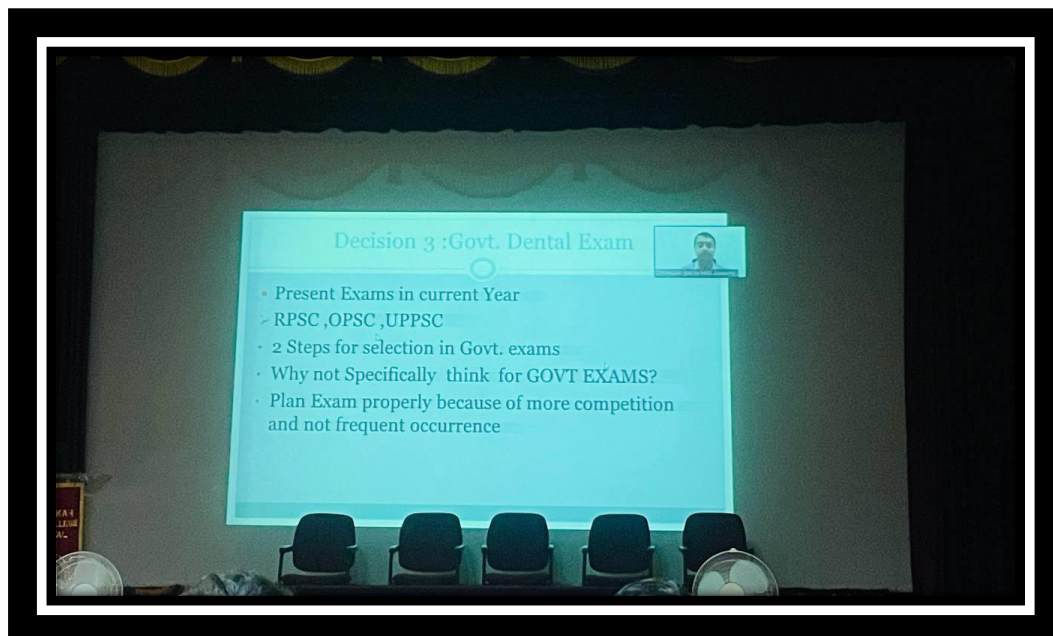 Decision 3 :Govt. Dental Exam
Present Exams in current Year
RPSC ,OPSC ,UPPSC
2 Steps for selection in Govt. exams
Why not Specifically think for GOVT EXAMS?
Plan Exam properly because of more competition
and not frequent occurrence
KAR